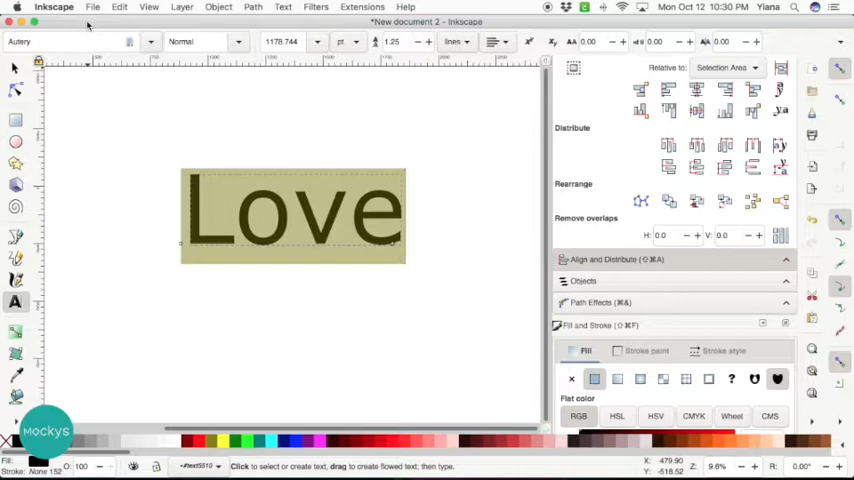 Inkscape File Edit View Layer Object Path Text Filters Extensions Help Mon Oct 12 10:30 PM Yiana
*New document 2 - Inkscape
Autery Normal 1178.744 pt 1.25 lines 0.00 0.00 0.00
Relative to: Selection Area
Distribute
Love
Rearrange
Remove overlaps
H: 0.0 V: 0.0
Align and Distribute (⇧⌘A)
Objects
Path Effects (⌘&)
Fill and Stroke (⇧⌘F)
Fill Stroke paint Stroke style
Flat color
RGB HSL HSV CMYK Wheel CMS
MOCKYS
Fill:
Stroke: None 152 O: 100 •#text5510 Click to select or create text, drag to create flowed text; then type. X: 479.90 Y: -518.52 Z: 9.6% R: 0.00°